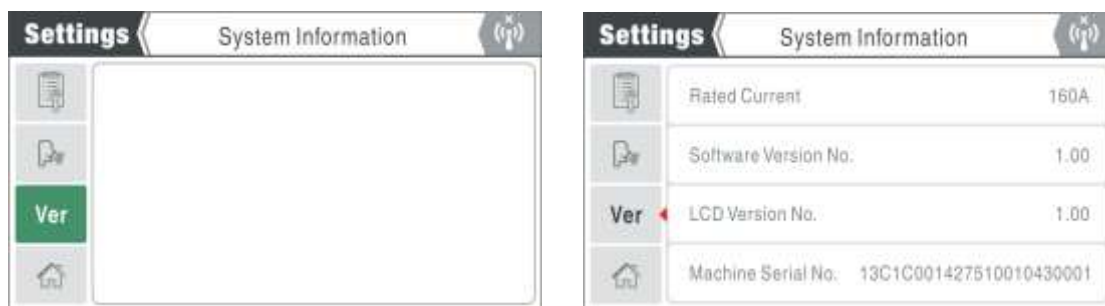 Settings System Information
Ver
Settings System Information
Rated Current 160A
Software Version No. 1.00
Ver LCD Version No. 1.00
Machine Serial No. 13C1C001427510010430001